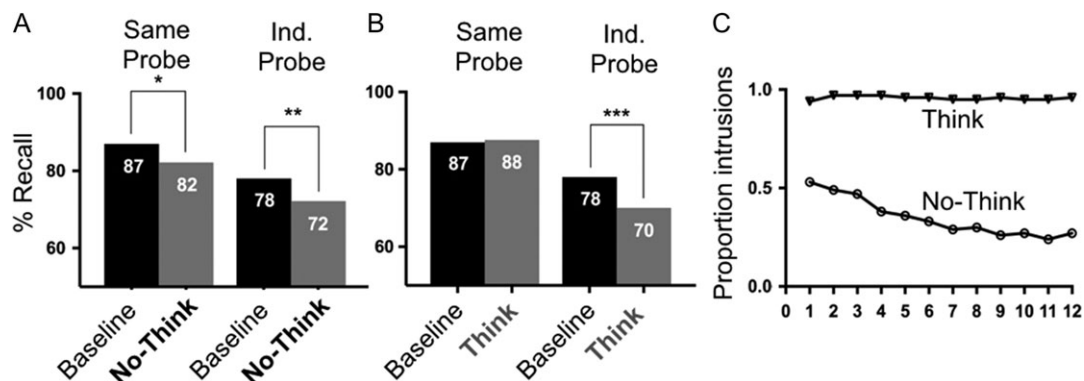 A
Same
Probe
Ind.
Probe
*
**
% Recall
100
80
60
87
82
78
72
Baseline
No-Think
Baseline
No-Think
B
Same
Probe
Ind.
Probe
***
100
80
60
87
88
78
70
Baseline
Think
Baseline
Think
C
Proportion intrusions
1.0
0.5
0.0
Think
No-Think
0 1 2 3 4 5 6 7 8 9 10 11 12